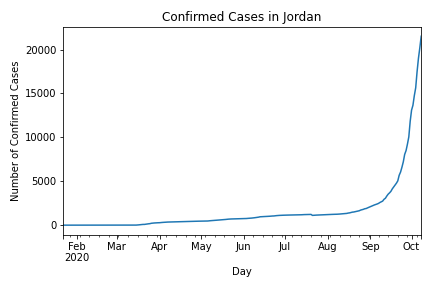 Confirmed Cases in Jordan
Number of Confirmed Cases
20000
15000
10000
5000
0
Feb Mar Apr May Jun Jul Aug Sep Oct
2020
Day